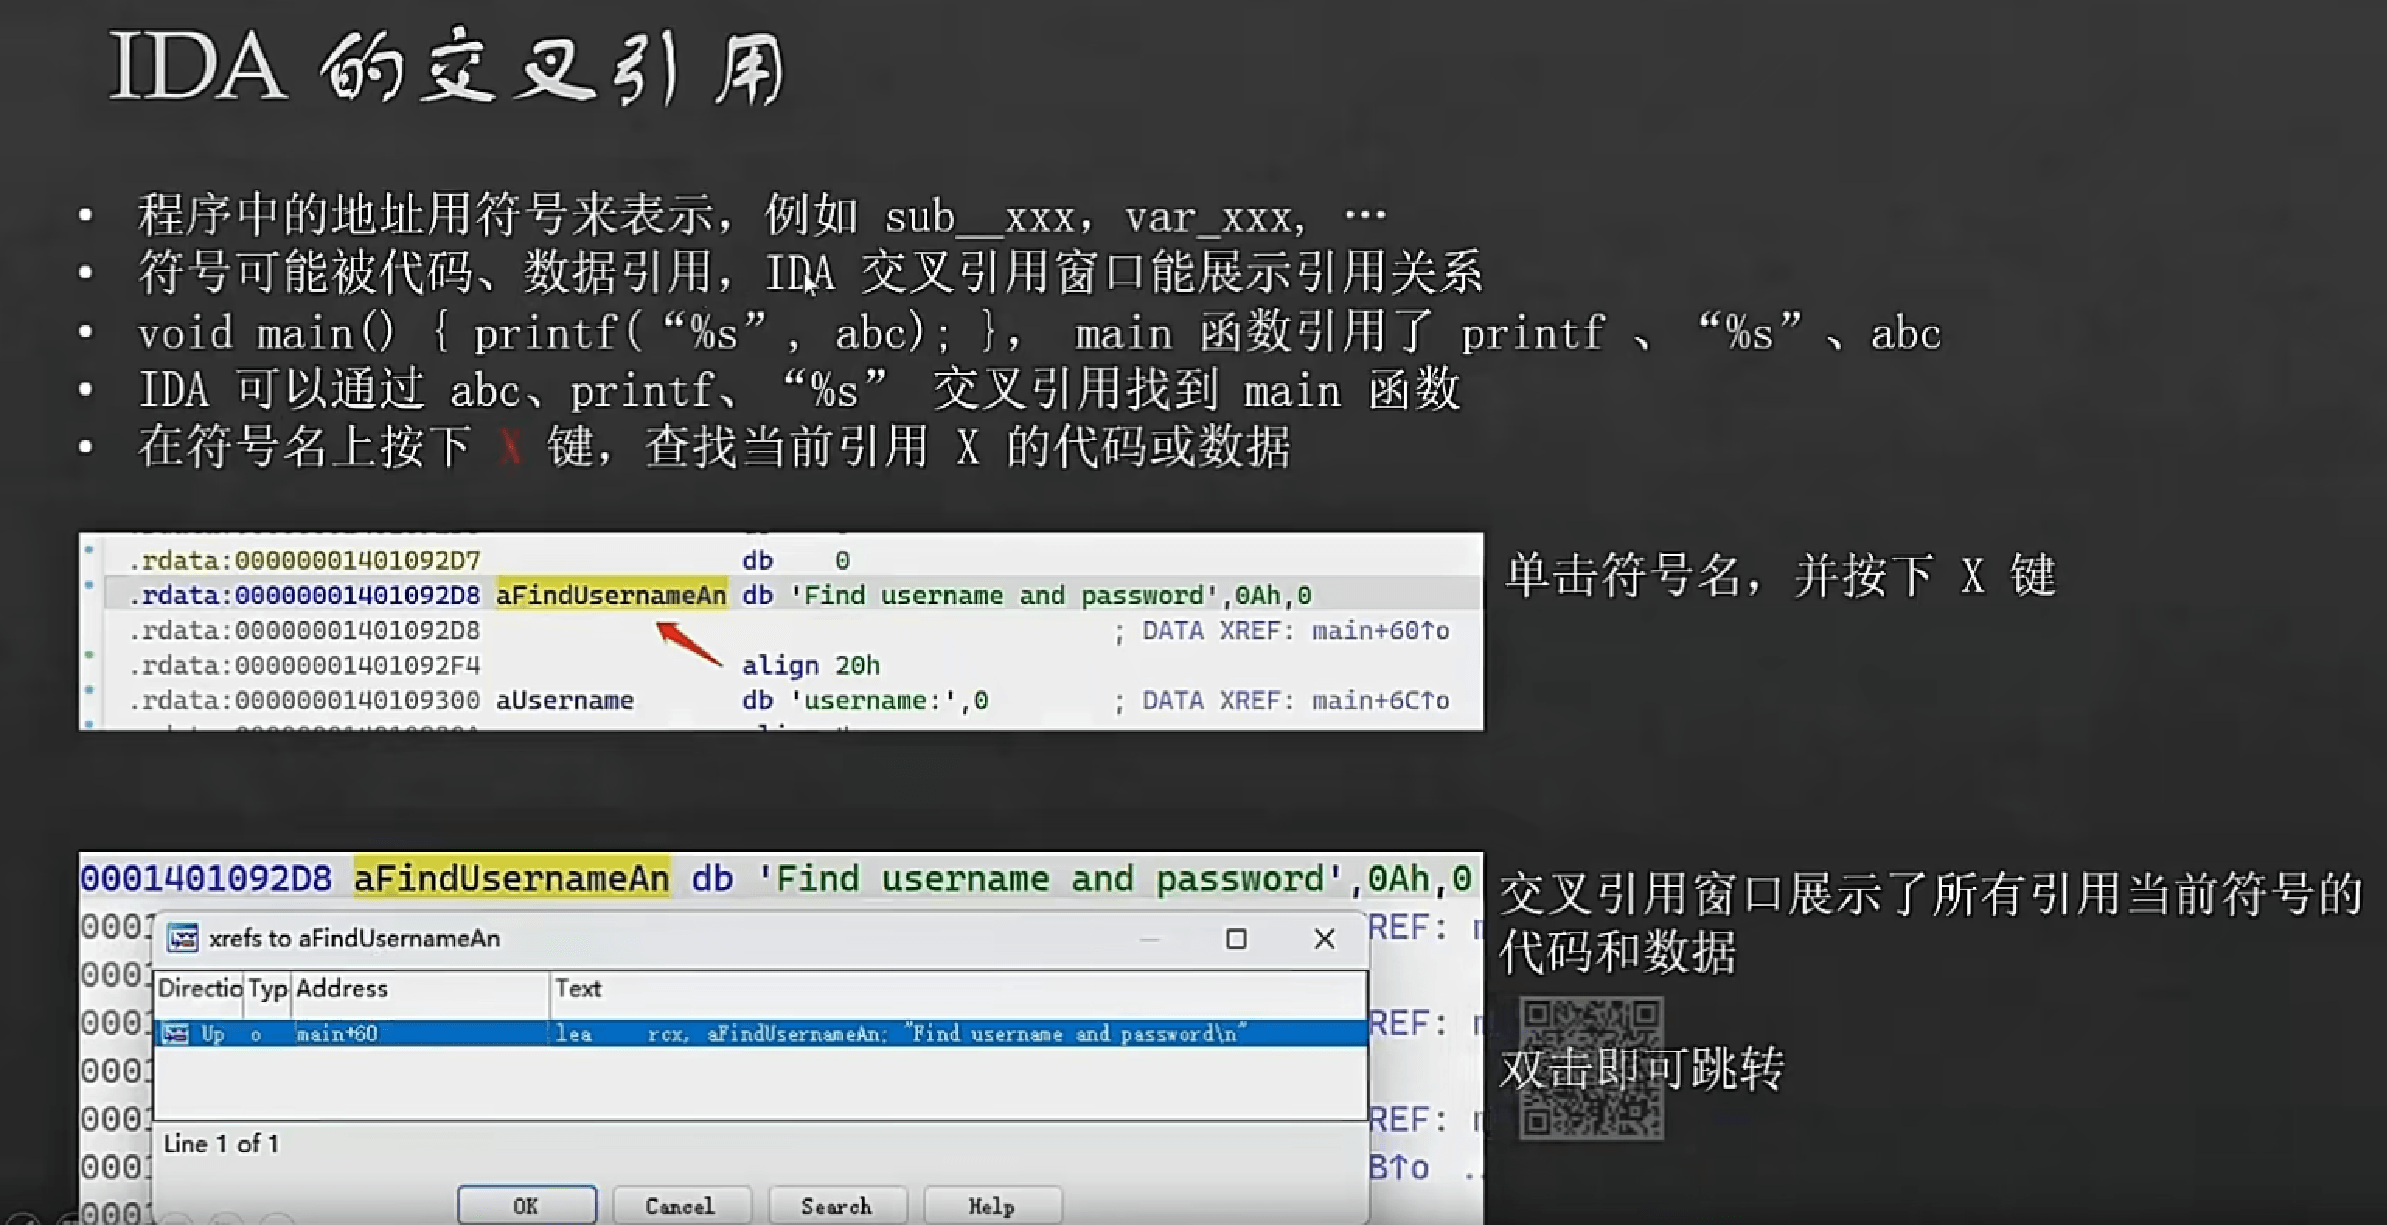 IDA 的交叉引用
• 程序中的地址用符号来表示，例如 sub__xxx，var_xxx, …
• 符号可能被代码、数据引用，IDA 交叉引用窗口能展示引用关系
• void main() { printf(“%s”, abc); }， main 函数引用了 printf 、“%s”、abc
• IDA 可以通过 abc、printf、“%s” 交叉引用找到 main 函数
• 在符号名上按下 X 键，查找当前引用 X 的代码或数据
.rdata:00000001401092D7 db 0
.rdata:00000001401092D8 aFindUsernameAn db 'Find username and password',0Ah,0
.rdata:00000001401092D8 ; DATA XREF: main+60↑o
.rdata:00000001401092F4 align 20h
.rdata:0000000140109300 aUsername db 'username:',0 ; DATA XREF: main+6C↑o
单击符号名，并按下 X 键
0001401092D8 aFindUsernameAn db 'Find username and password',0Ah,0
xrefs to aFindUsernameAn
Directio Typ Address Text
Up o main+60 lea rcx, aFindUsernameAn; "Find username and password\n"
Line 1 of 1
OK Cancel Search Help
0001 REF:
0001
0001 REF:
0001
0001 REF:
0001 B↑o ..
0001
交叉引用窗口展示了所有引用当前符号的
代码和数据
双击即可跳转